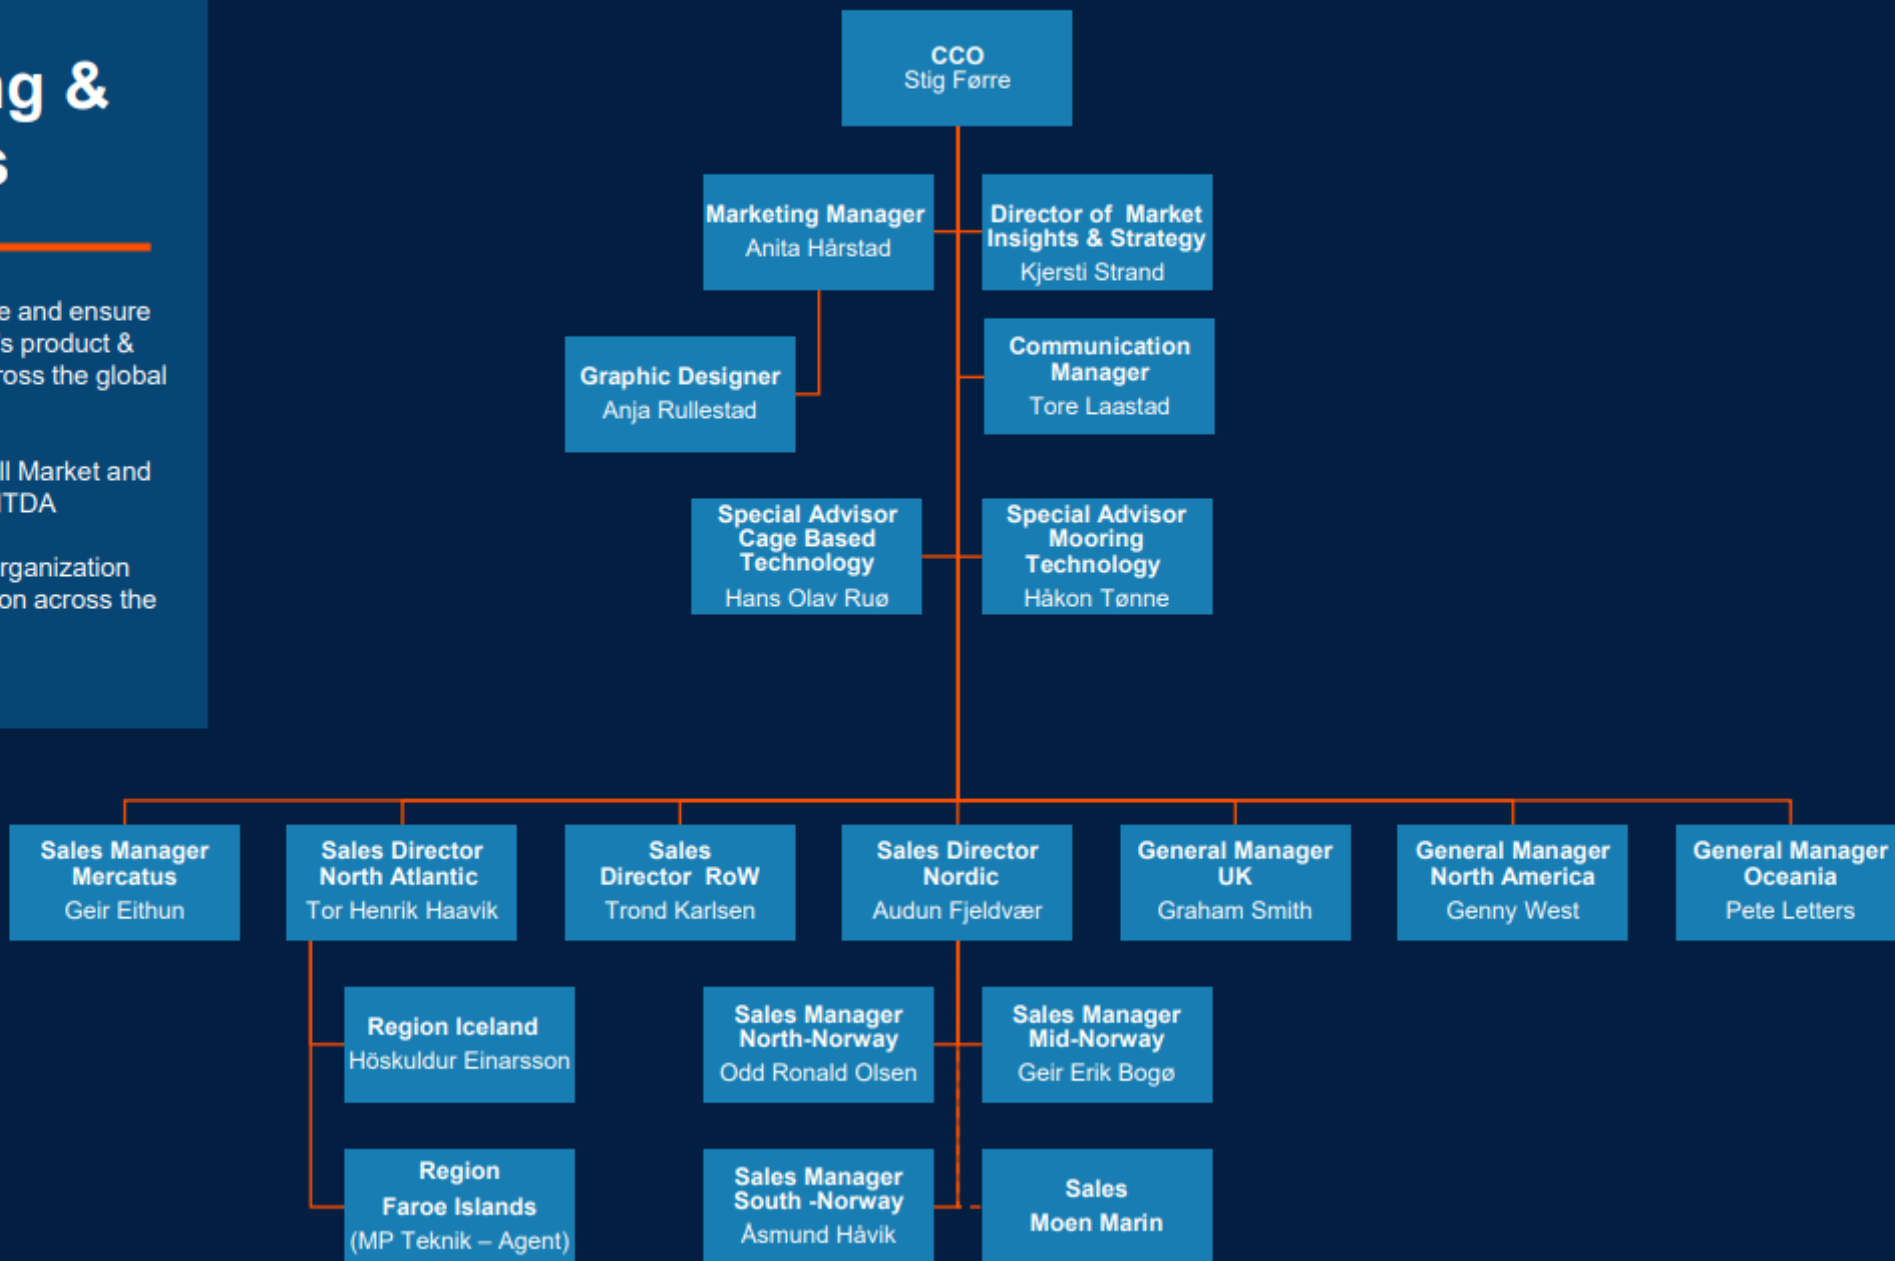 &
CCO
Stig Førre
Marketing Manager
Anita Hårstad
Director of Market
Insights & Strategy
Kjersti Strand
e and ensure
s product &
ross the global
Graphic Designer
Anja Rullestad
Communication
Manager
Tore Laastad
ll Market and
ITDA
rganization
on across the
Special Advisor
Cage Based
Technology
Hans Olav Ruø
Special Advisor
Mooring
Technology
Håkon Tønne
Sales Manager
Mercatus
Geir Eithun
Sales Director
North Atlantic
Tor Henrik Haavik
Sales
Director RoW
Trond Karlsen
Sales Director
Nordic
Audun Fjeldvær
General Manager
UK
Graham Smith
General Manager
North America
Genny West
General Manager
Oceania
Pete Letters
Region Iceland
Höskuldur Einarsson
Sales Manager
North-Norway
Odd Ronald Olsen
Sales Manager
Mid-Norway
Geir Erik Bogø
Region
Faroe Islands
(MP Teknik – Agent)
Sales Manager
South -Norway
Åsmund Håvik
Sales
Moen Marin